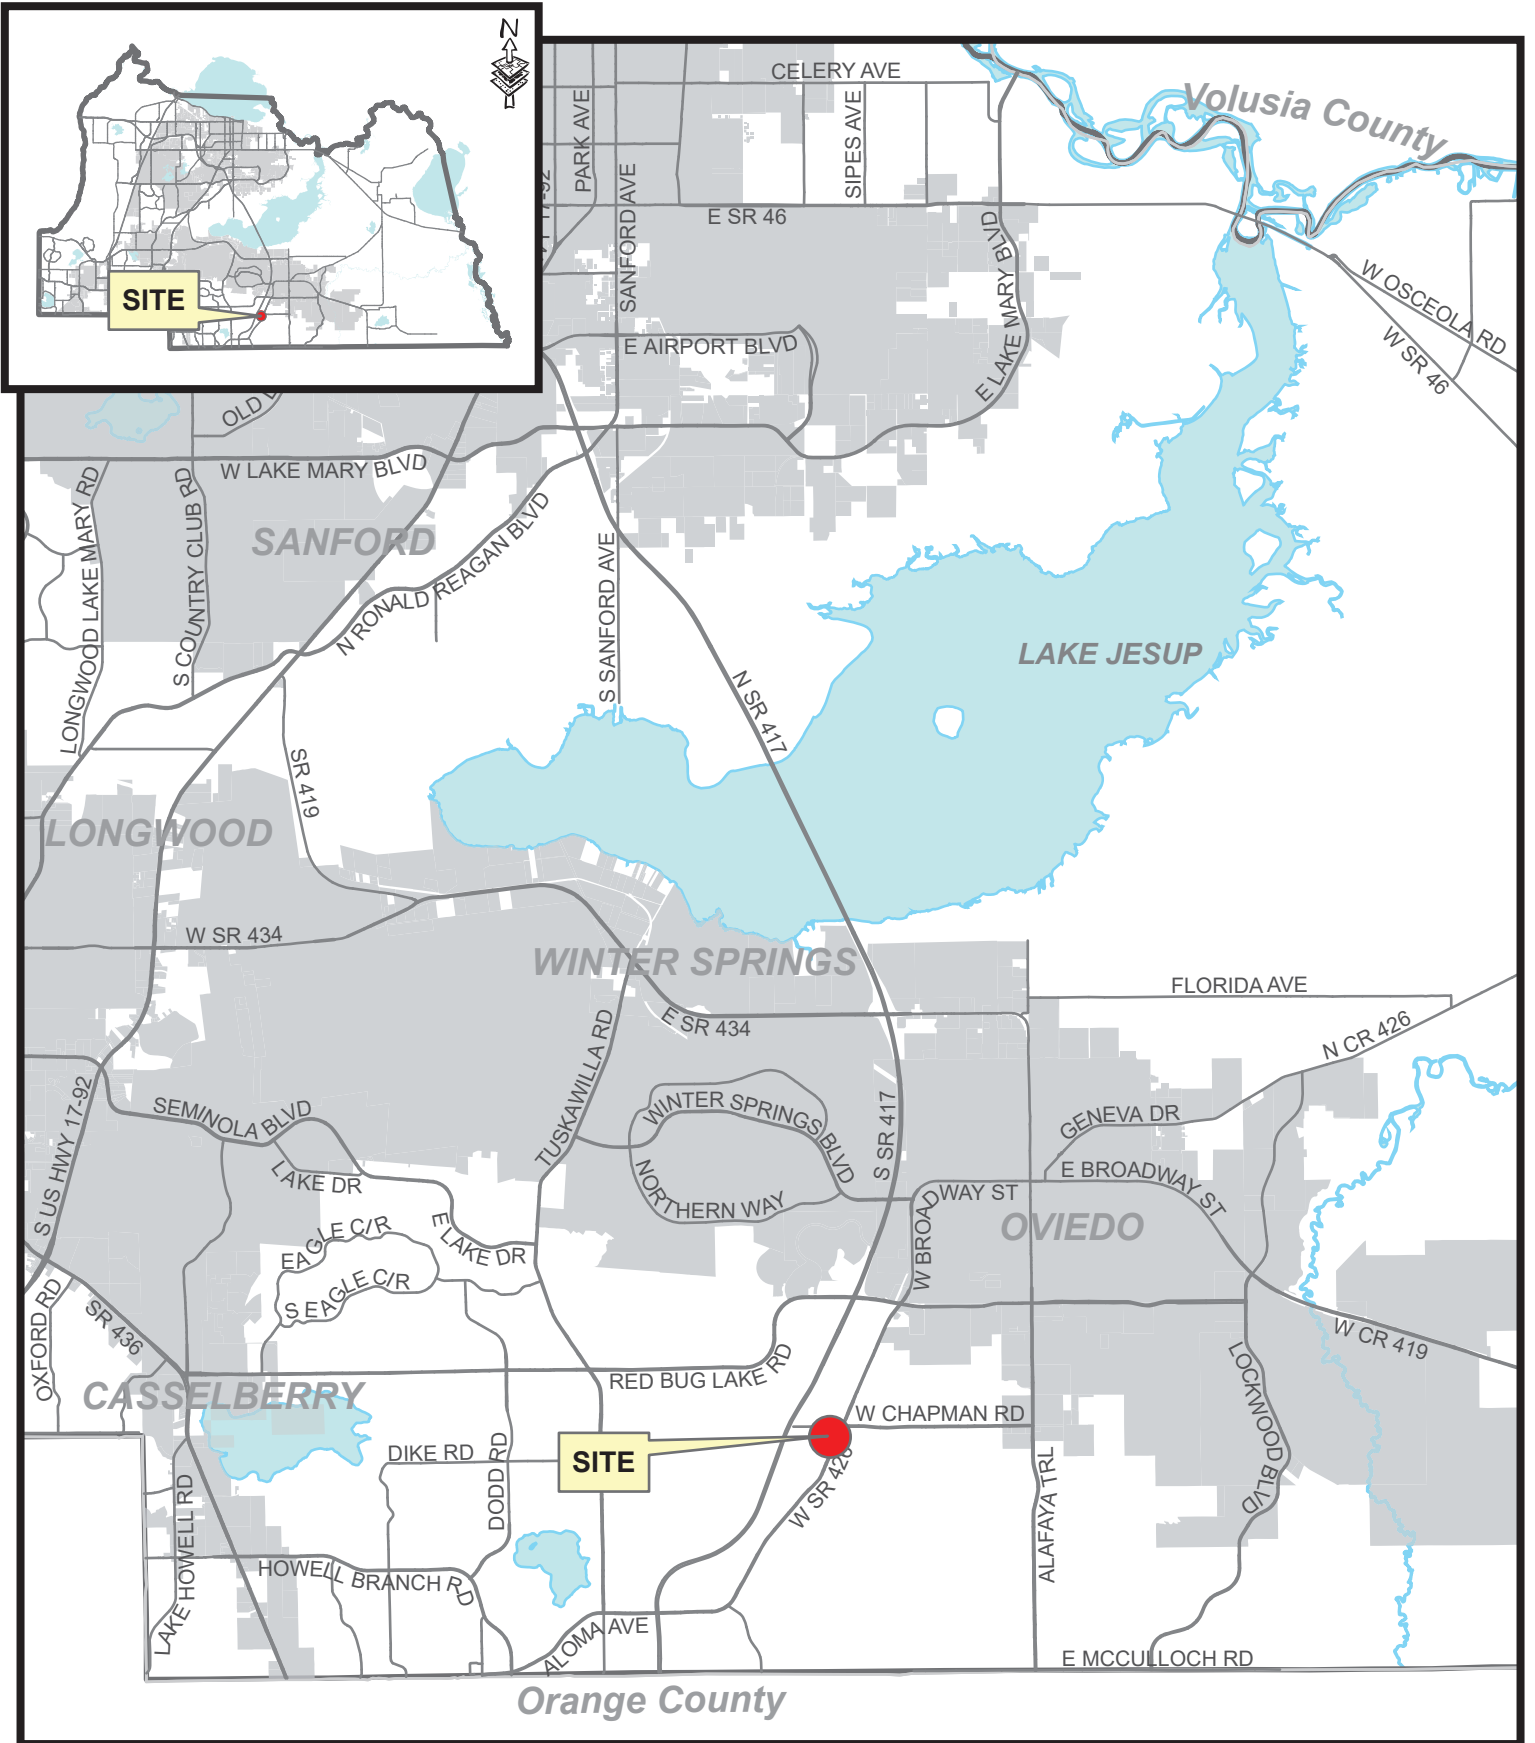 N
SITE
CELERY AVE
Volusia County
PARK AVE
SIPES AVE
SANFORD AVE
E SR 46
E LAKE MARY BLVD
W OSCEOLA RD
W SR 46
E AIRPORT BLVD
OLD
W LAKE MARY BLVD
LONGWOOD LAKE MARY RD
S COUNTRY CLUB RD
SANFORD
N RONALD REAGAN BLVD
S SANFORD AVE
LAKE JESUP
N SR 417
SR 419
LONGWOOD
W SR 434
WINTER SPRINGS
FLORIDA AVE
E SR 434
N CR 426
TUSKAWILLA RD
S US HWY 17-92
SEMINOLA BLVD
WINTER SPRINGS BLVD
S SR 417
GENEVA DR
LAKE DR
NORTHERN WAY
W BROADWAY ST
E BROADWAY ST
OVIEDO
EAGLE C/R
E LAKE DR
S EAGLE C/R
OXFORD RD
SR 436
W CR 419
RED BUG LAKE RD
LOCKWOOD BLVD
CASSELBERRY
W CHAPMAN RD
DIKE RD
DODD RD
SITE
W SR 426
LAKE HOWELL RD
ALAFAYA TRL
HOWELL BRANCH RD
ALOMA AVE
E MCCULLOCH RD
Orange County